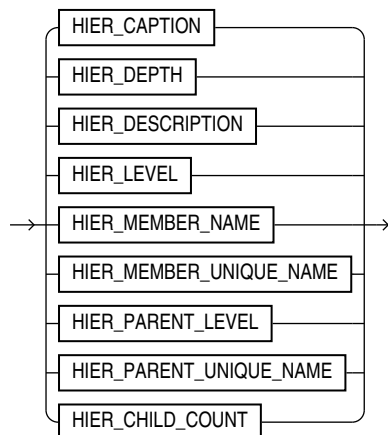 HIER_CAPTION
HIER_DEPTH
HIER_DESCRIPTION
HIER_LEVEL
HIER_MEMBER_NAME
HIER_MEMBER_UNIQUE_NAME
HIER_PARENT_LEVEL
HIER_PARENT_UNIQUE_NAME
HIER_CHILD_COUNT